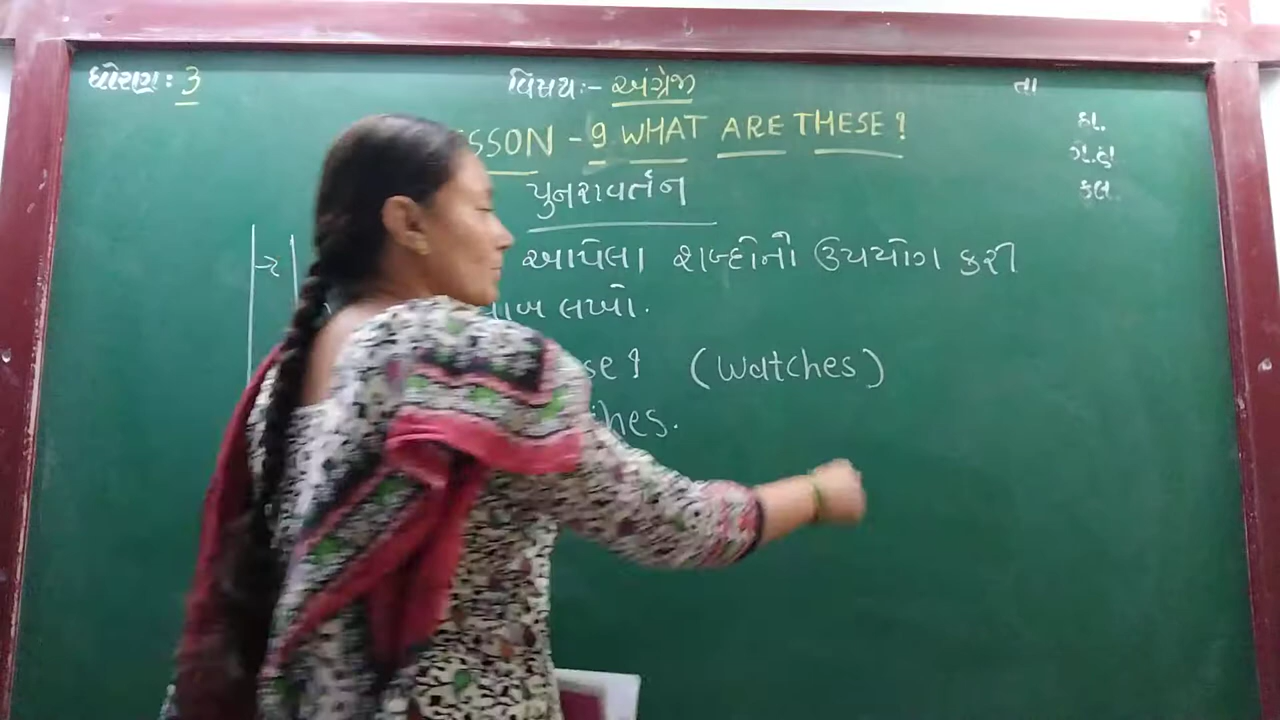 ધોરણ: 3 વિષય:- અંગ્રેજી તા
SSON - 9 WHAT ARE THESE?
હા.
ગે.હા.
પુનરાવર્તન
કલ.
આપેલા શબ્દોનો ઉપયોગ કરી
લખો.
se? (watches)
hes.